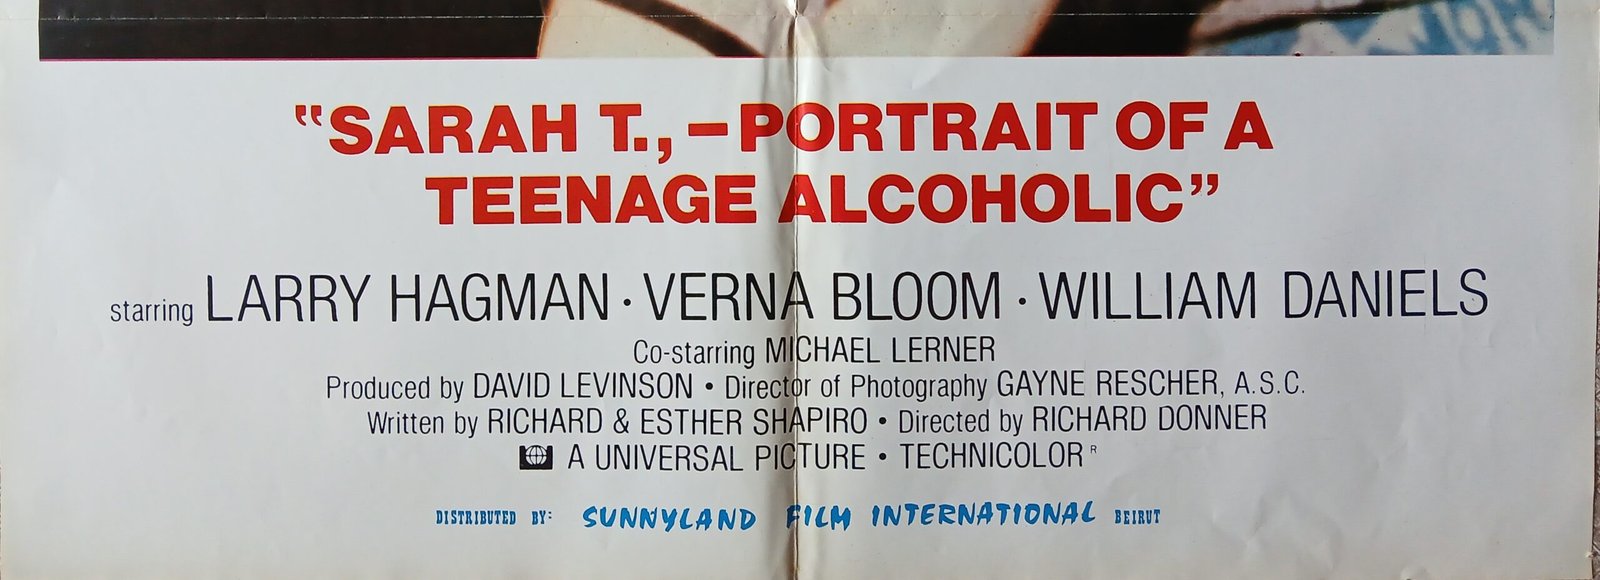 “SARAH T., – PORTRAIT OF A
TEENAGE ALCOHOLIC”
starring LARRY HAGMAN · VERNA BLOOM · WILLIAM DANIELS
Co-starring MICHAEL LERNER
Produced by DAVID LEVINSON • Director of Photography GAYNE RESCHER, A.S.C.
Written by RICHARD & ESTHER SHAPIRO • Directed by RICHARD DONNER
A UNIVERSAL PICTURE • TECHNICOLOR R
DISTRIBUTED BY: SUNNYLAND FILM INTERNATIONAL BEIRUT